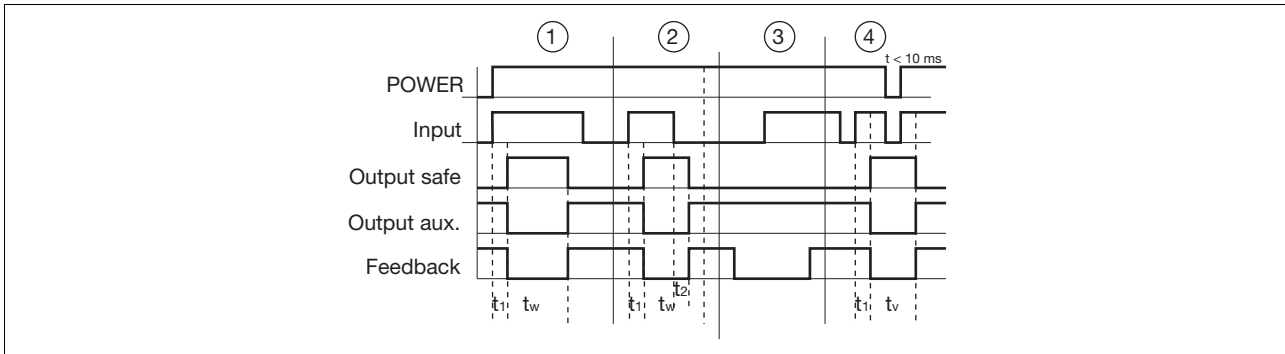 1 2 3 4
t < 10 ms
POWER
Input
Output safe
Output aux.
Feedback
t1 tw t1 tw t2 t1 tv